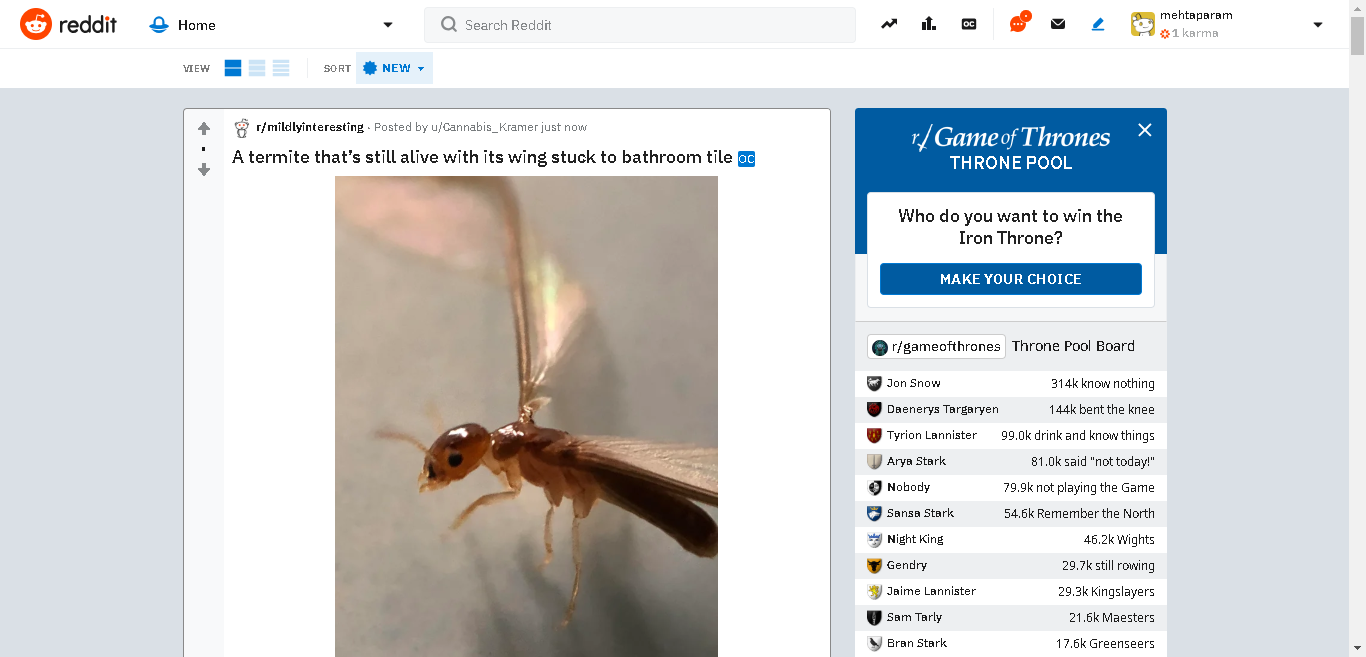 reddit
Home
Search Reddit
OC
mehtaparam
1 karma
VIEW
SORT
NEW
r/mildlyinteresting · Posted by u/Cannabis_Kramer just now
A termite that's still alive with its wing stuck to bathroom tile OC
r/Game of Thrones
THRONE POOL
Who do you want to win the
Iron Throne?
MAKE YOUR CHOICE
r/gameofthrones Throne Pool Board
Jon Snow 314k know nothing
Daenerys Targaryen 144k bent the knee
Tyrion Lannister 99.0k drink and know things
Arya Stark 81.0k said "not today!"
Nobody 79.9k not playing the Game
Sansa Stark 54.6k Remember the North
Night King 46.2k Wights
Gendry 29.7k still rowing
Jaime Lannister 29.3k Kingslayers
Sam Tarly 21.6k Maesters
Bran Stark 17.6k Greenseers